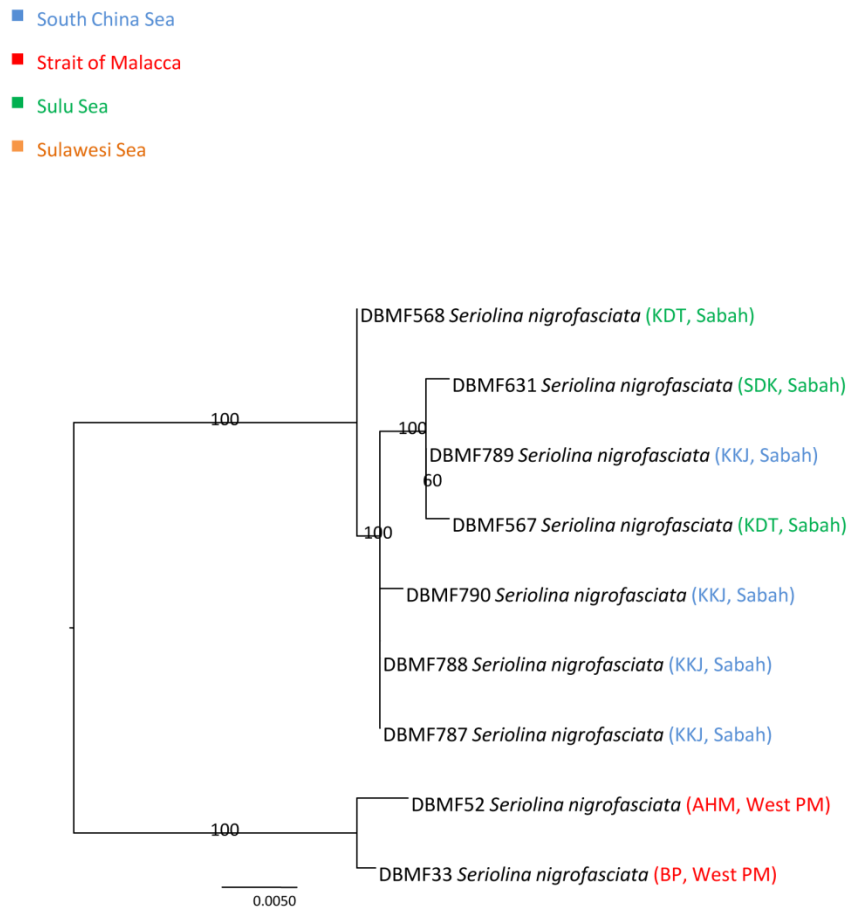 South China Sea
Strait of Malacca
Sulu Sea
Sulawesi Sea
DBMF568 Seriolina nigrofasciata (KDT, Sabah)
DBMF631 Seriolina nigrofasciata (SDK, Sabah)
100
100
DBMF789 Seriolina nigrofasciata (KKJ, Sabah)
60
DBMF567 Seriolina nigrofasciata (KDT, Sabah)
100
DBMF790 Seriolina nigrofasciata (KKJ, Sabah)
DBMF788 Seriolina nigrofasciata (KKJ, Sabah)
DBMF787 Seriolina nigrofasciata (KKJ, Sabah)
DBMF52 Seriolina nigrofasciata (AHM, West PM)
100
DBMF33 Seriolina nigrofasciata (BP, West PM)
0.0050